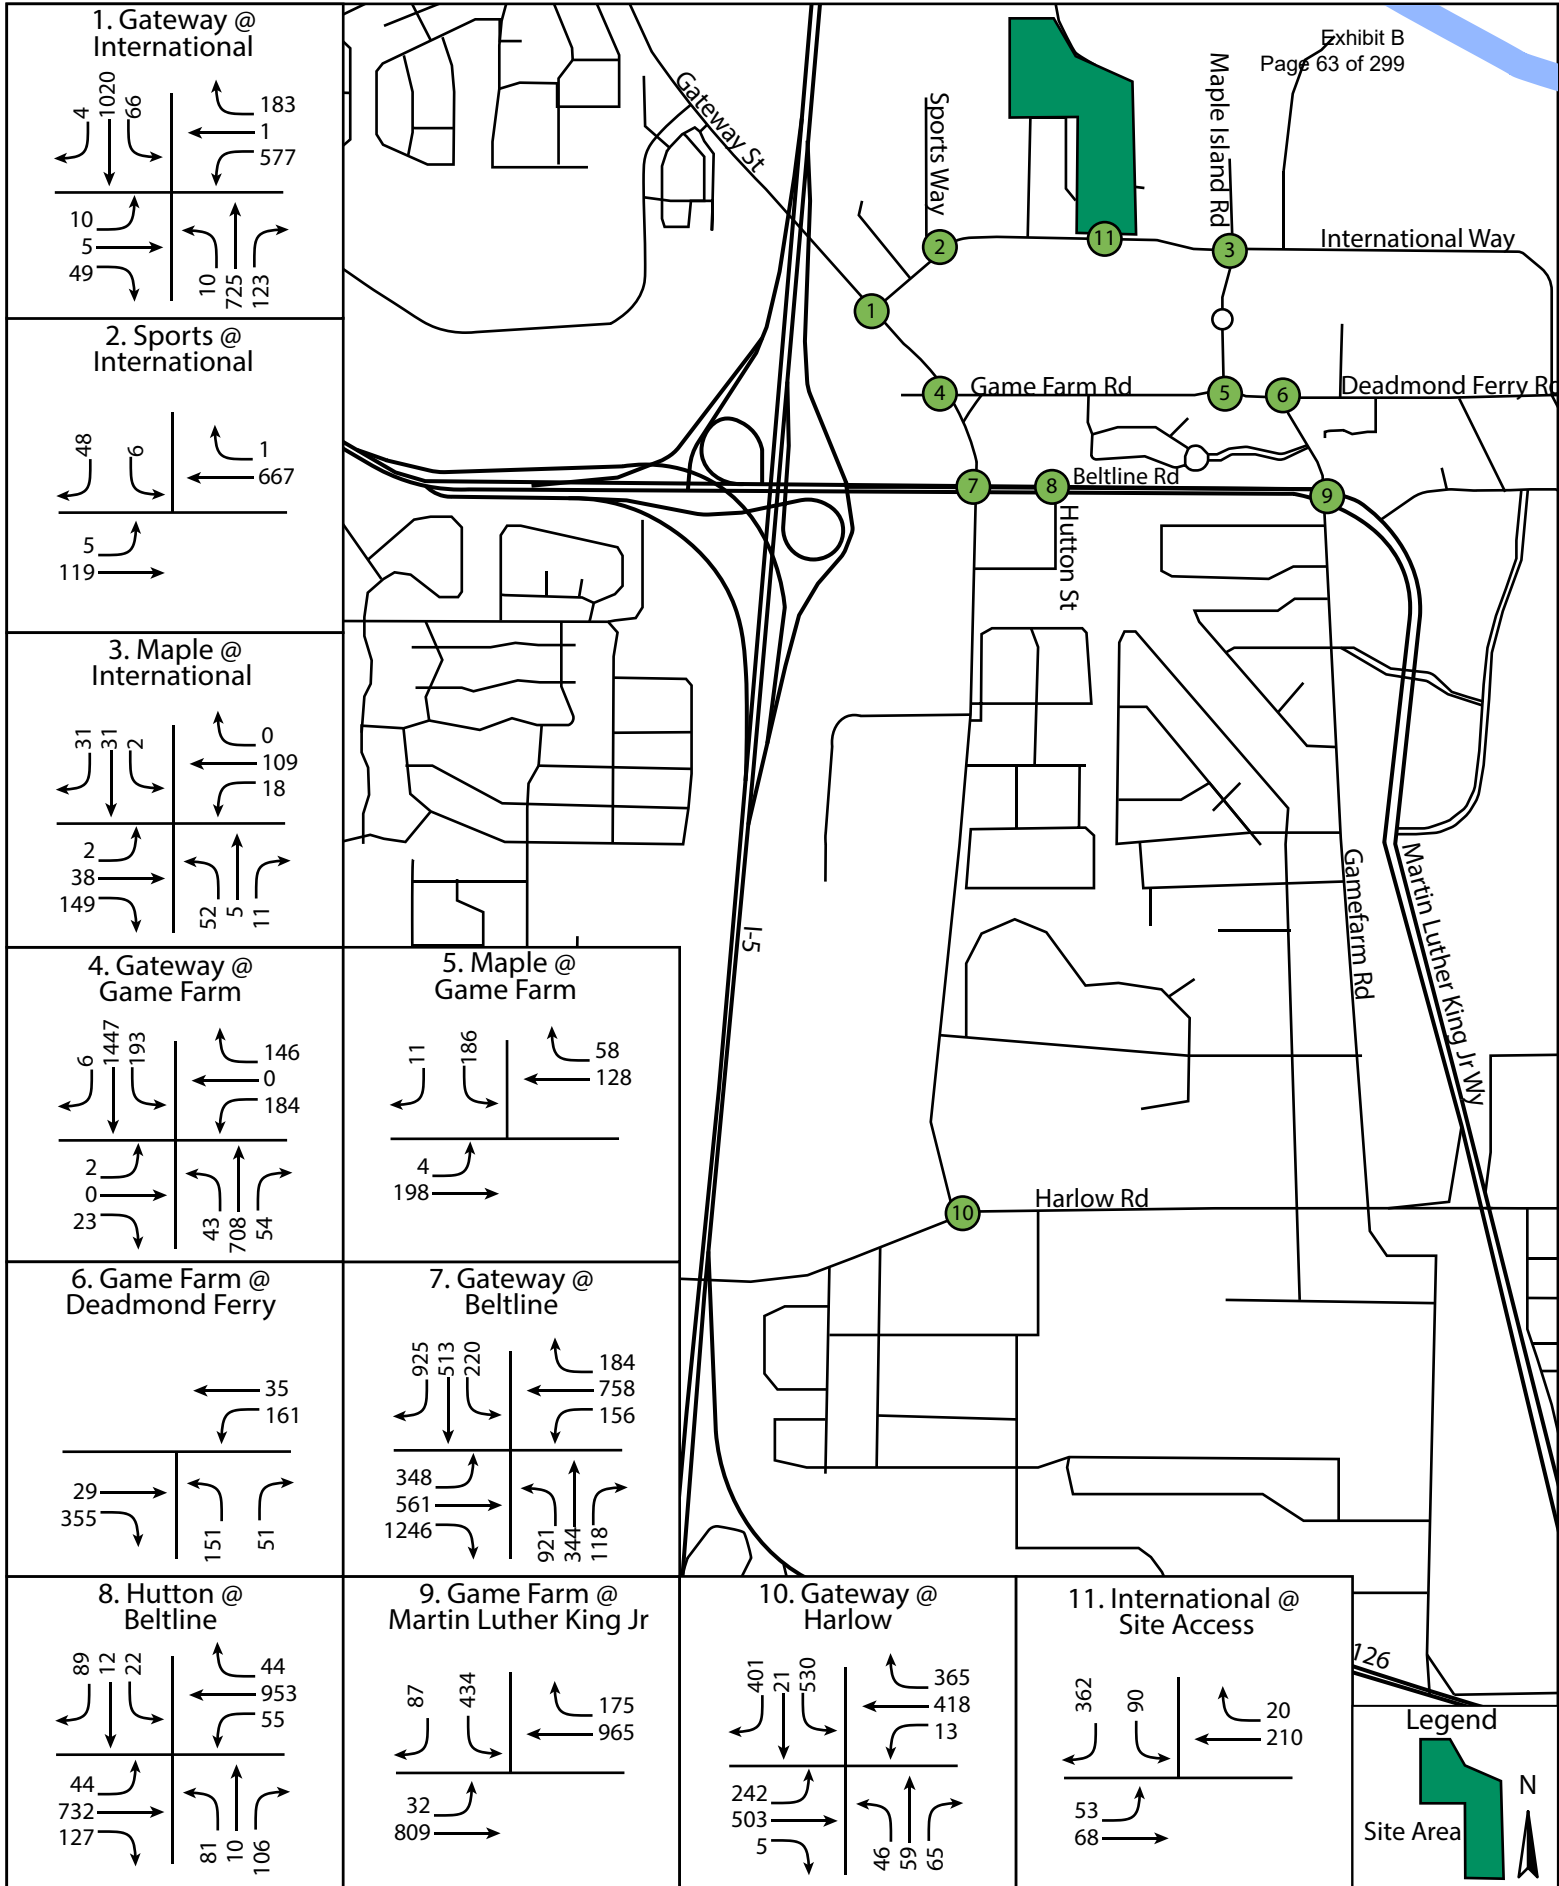 Exhibit B
Page 63 of 299
1. Gateway @
International
4
1020
66
183
1
577
10
5
49
10
725
123
2. Sports @
International
48
6
1
667
5
119
3. Maple @
International
31
31
2
0
109
18
2
38
149
52
5
11
4. Gateway @
Game Farm
6
1447
193
146
0
184
2
0
23
43
708
54
5. Maple @
Game Farm
11
186
58
128
4
198
6. Game Farm @
Deadmond Ferry
35
161
29
355
151
51
7. Gateway @
Beltline
925
513
220
184
758
156
348
561
1246
921
344
118
8. Hutton @
Beltline
89
12
22
44
953
55
44
732
127
81
10
106
9. Game Farm @
Martin Luther King Jr
87
434
175
965
32
809
10. Gateway @
Harlow
401
21
530
365
418
13
242
503
5
46
59
65
11. International @
Site Access
362
90
20
210
53
68
Gateway St
Sports Way
Maple Island Rd
International Way
2
11
3
1
4
Game Farm Rd
5
6
Deadmond Ferry Rd
7
8
Beltline Rd
9
Hutton St
I-5
Gamefarm Rd
Martin Luther King Jr Wy
10
Harlow Rd
126
Legend
Site Area
N